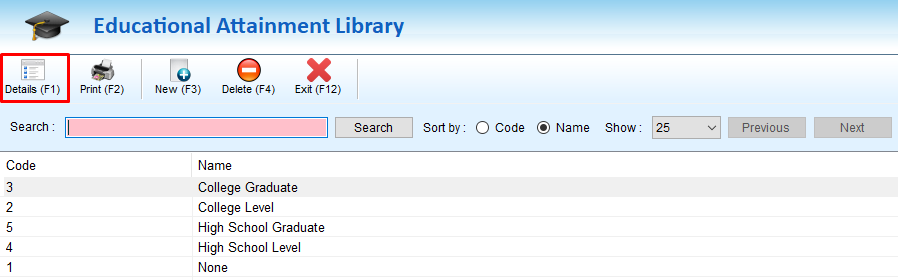 Educational Attainment Library
Details (F1) Print (F2) New (F3) Delete (F4) Exit (F12)
Search : Search Sort by : Code Name Show : 25 Previous Next
Code Name
3 College Graduate
2 College Level
5 High School Graduate
4 High School Level
1 None